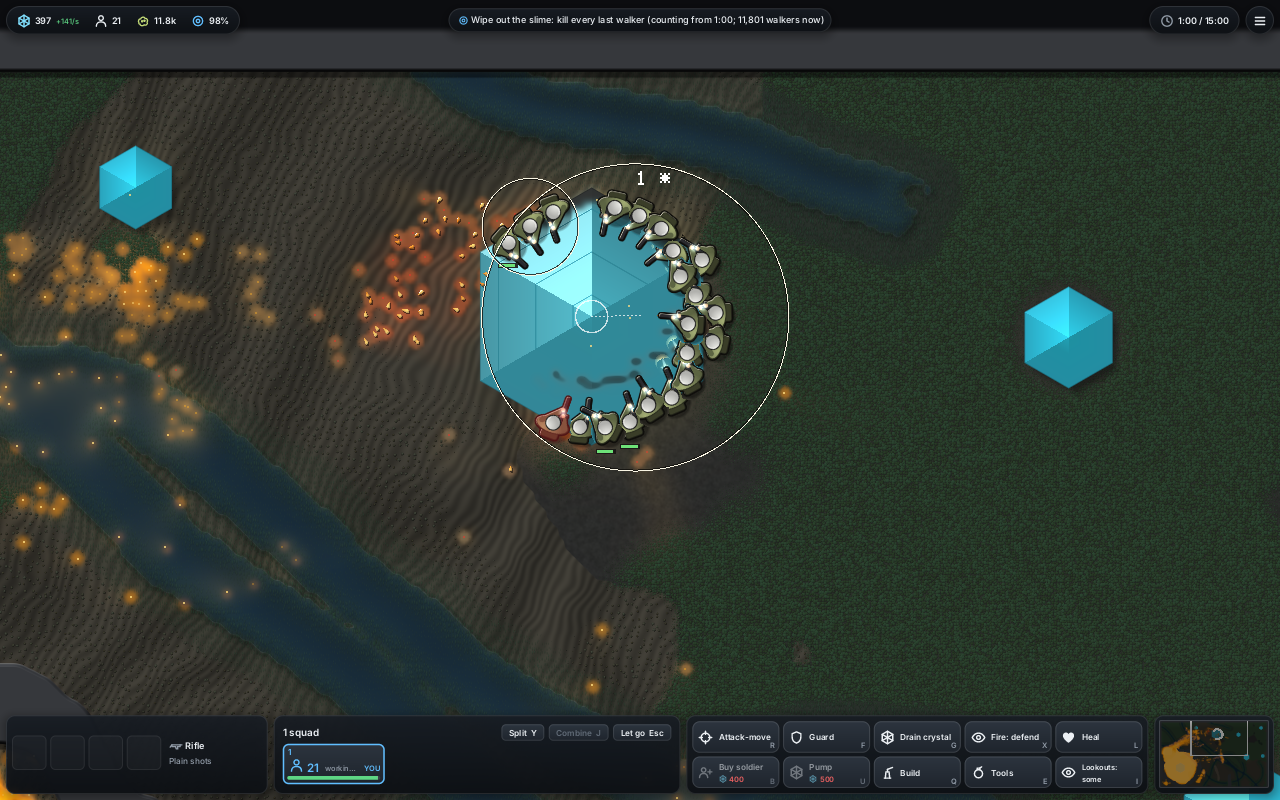 397 +141/s 21 11.8k 98%
Wipe out the slime: kill every last walker (counting from 1:00; 11,801 walkers now)
1:00 / 15:00
1
Rifle
Plain shots
1 squad
Split Y
Combine J
Let go Esc
1
21 workin... YOU
Attack-move R
Guard F
Drain crystal G
Fire: defend X
Heal L
Buy soldier 400 B
Pump 500 U
Build Q
Tools E
Lookouts: some I